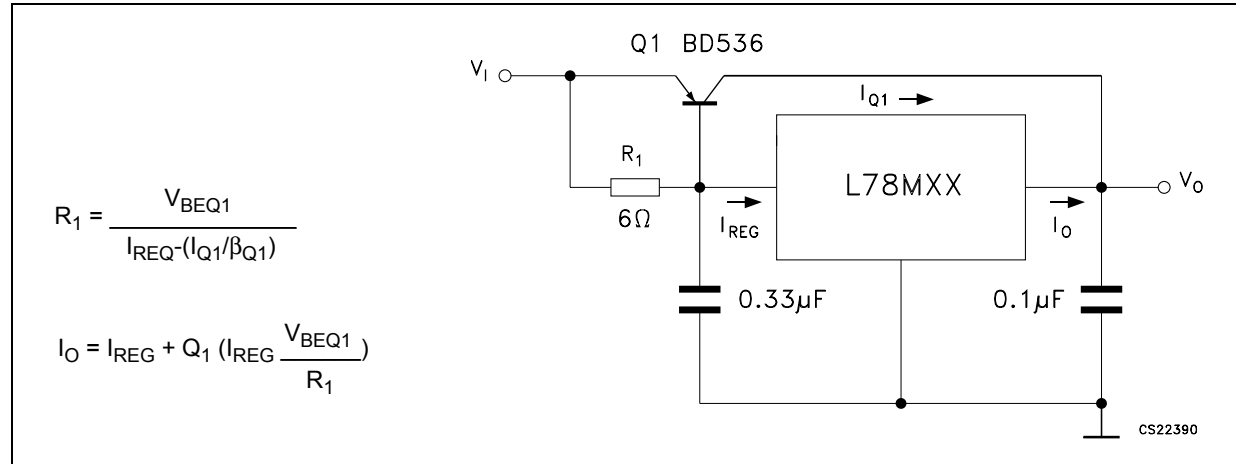 Q1 BD536
V_I
I_Q1
R_1
L78MXX
V_O
6Ω
I_REG
I_O
0.33µF
0.1µF
R_1 = V_BEQ1 / I_REQ-(I_Q1/β_Q1)
I_O = I_REG + Q_1 (I_REG V_BEQ1 / R_1)
CS22390